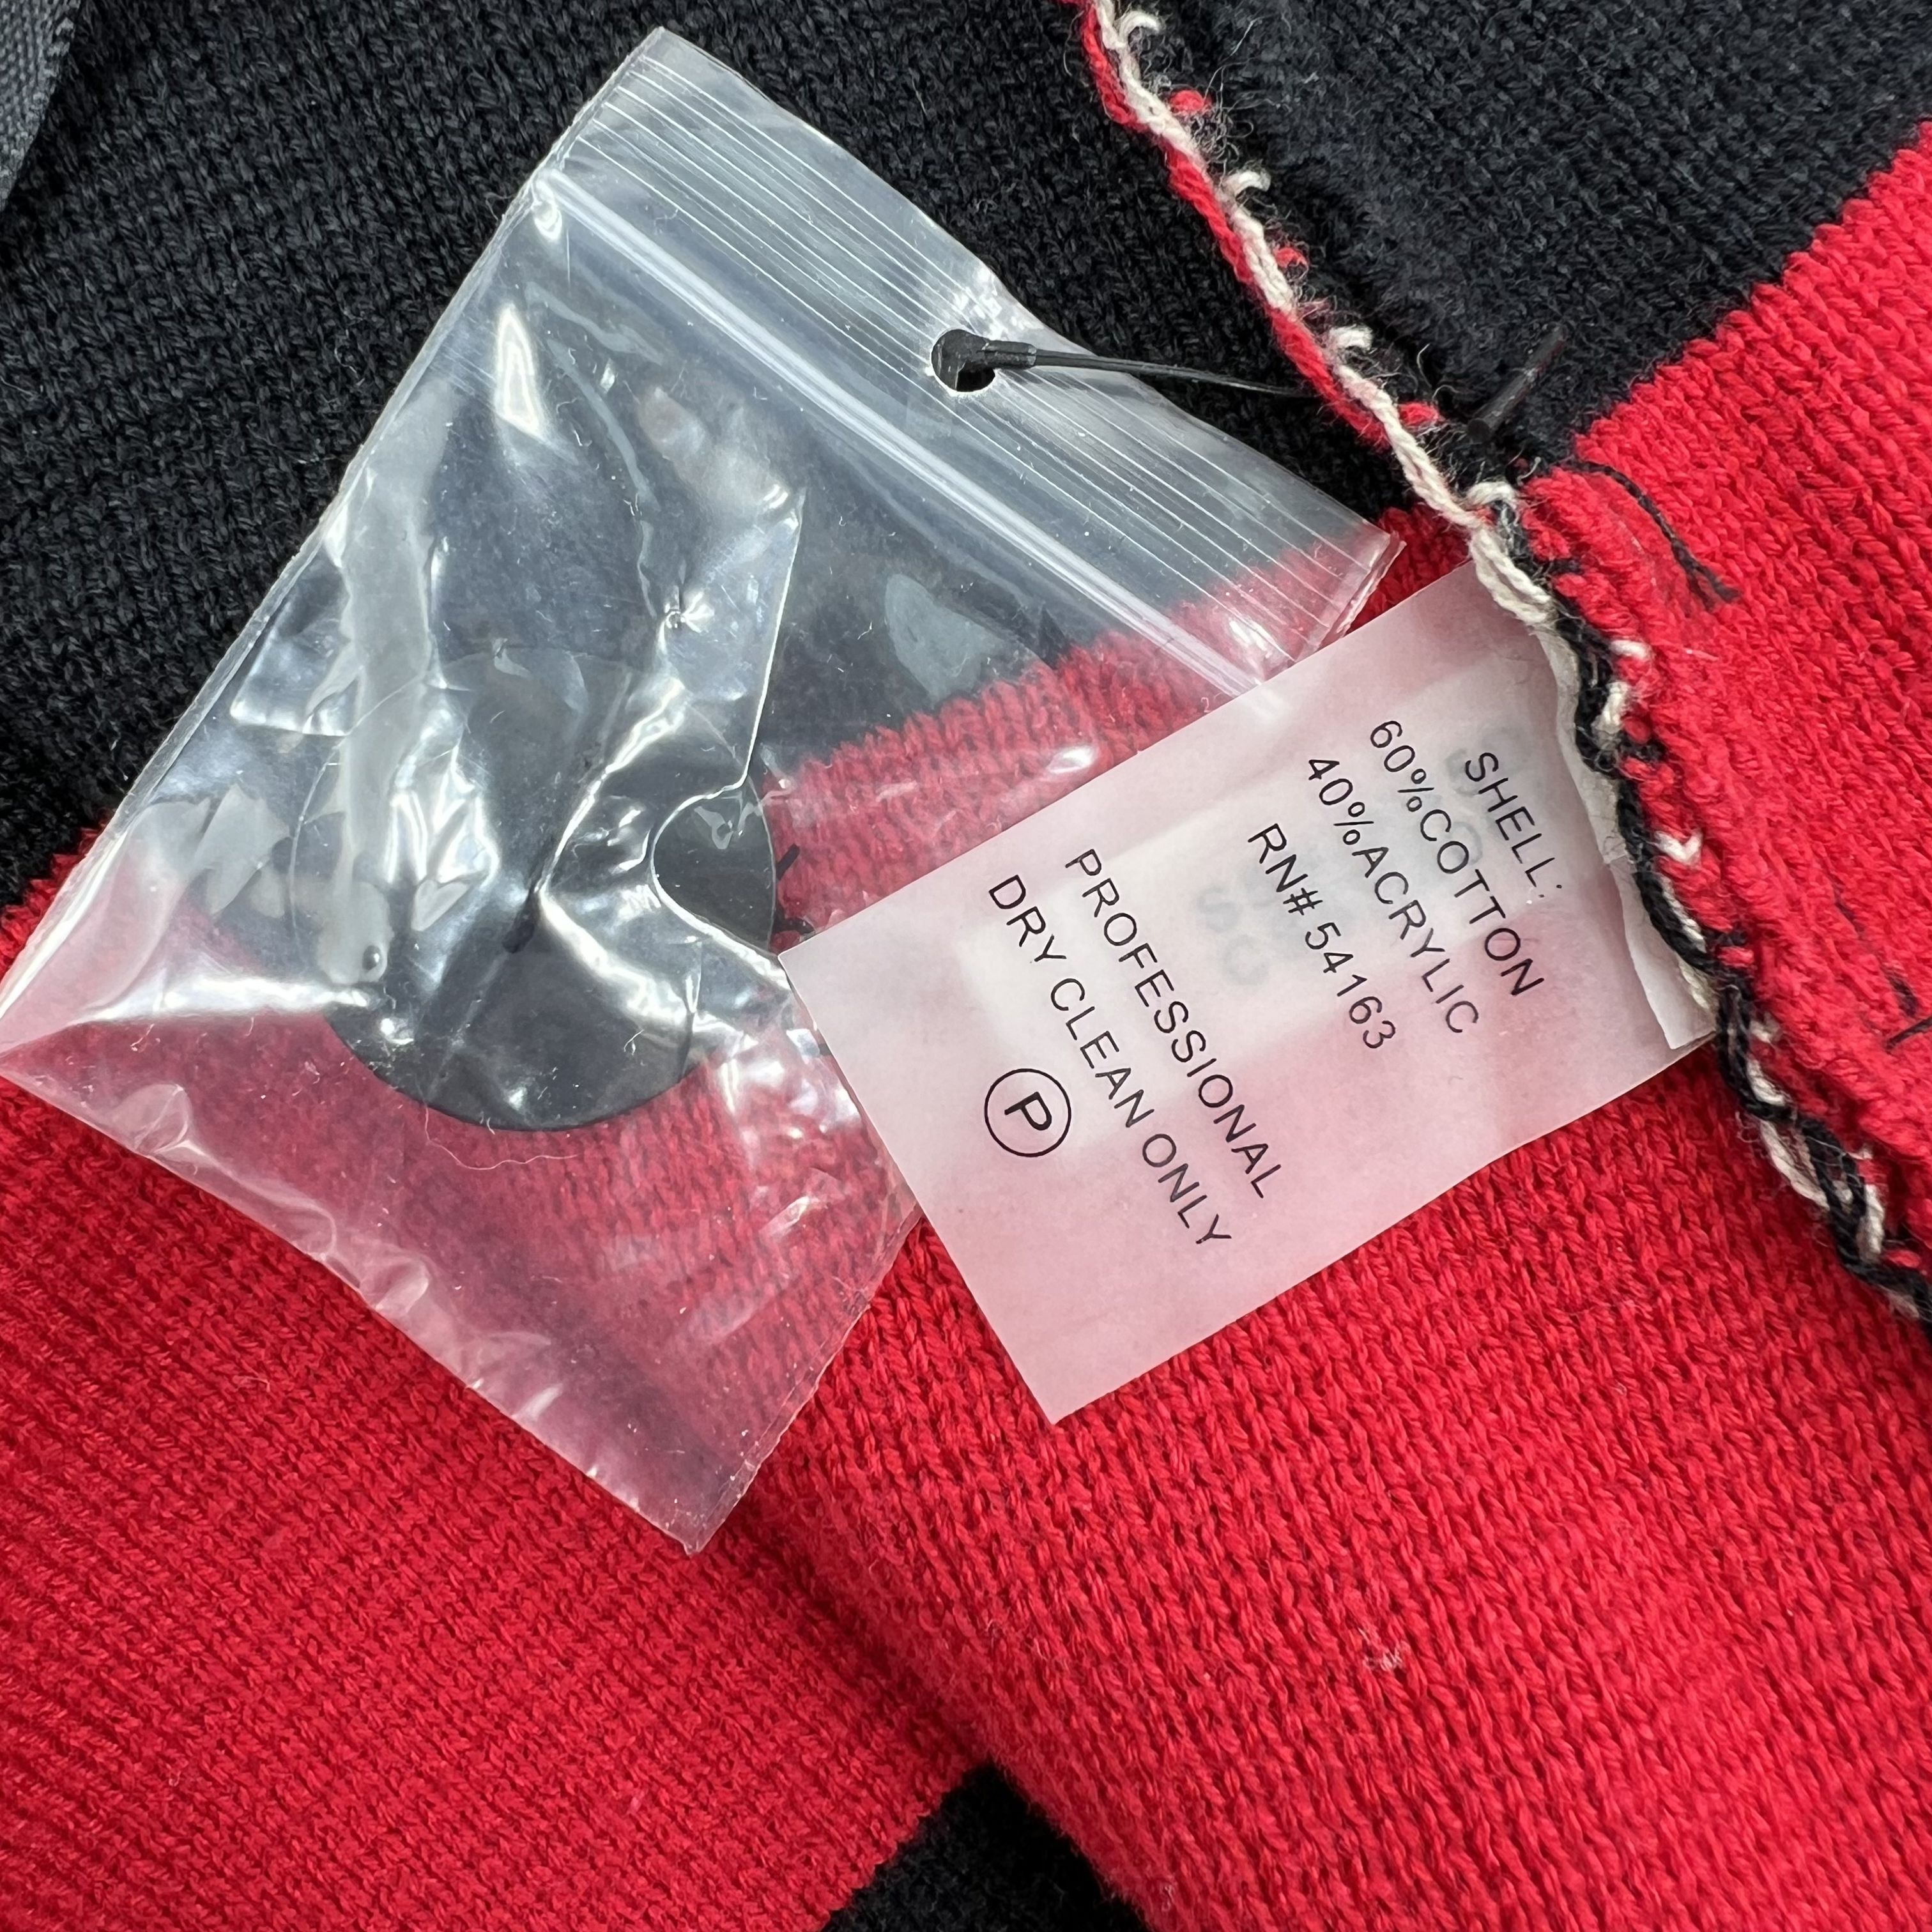 SHELL:
60%COTTON
40%ACRYLIC
RN# 54163
PROFESSIONAL
DRY CLEAN ONLY
P